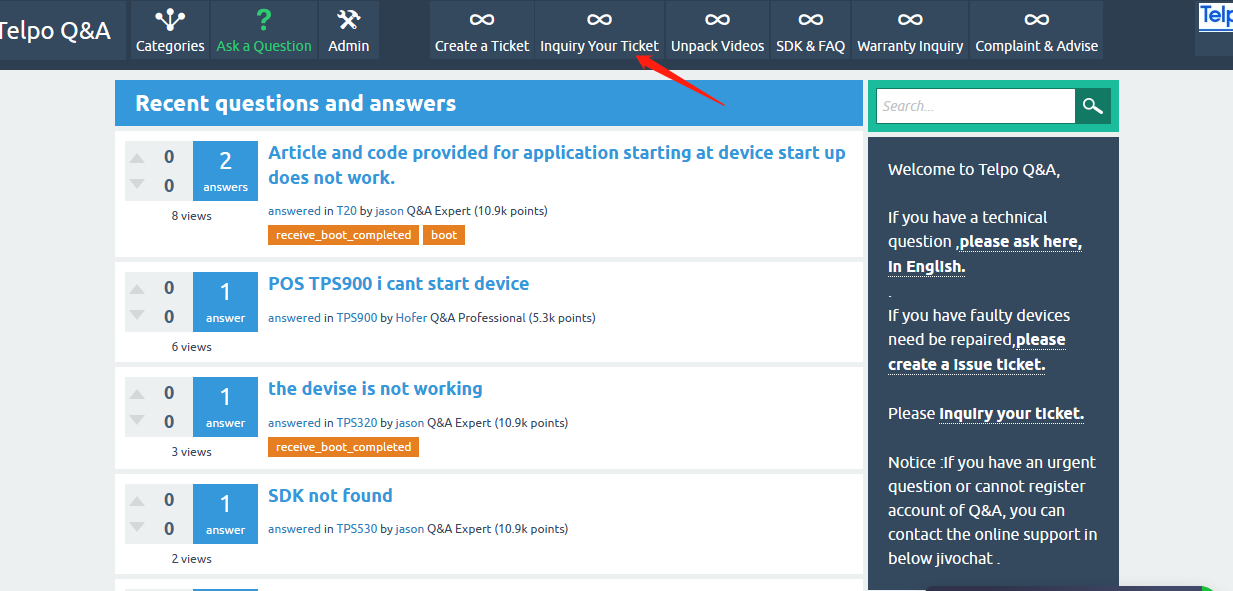 Telpo Q&A
Categories
Ask a Question
Admin
Create a Ticket
Inquiry Your Ticket
Unpack Videos
SDK & FAQ
Warranty Inquiry
Complaint & Advise
Recent questions and answers
0
0
2
answers
8 views
Article and code provided for application starting at device start up
does not work.
answered in T20 by jason Q&A Expert (10.9k points)
receive_boot_completed
boot
0
0
1
answer
6 views
POS TPS900 i cant start device
answered in TPS900 by Hofer Q&A Professional (5.3k points)
0
0
1
answer
3 views
the devise is not working
answered in TPS320 by jason Q&A Expert (10.9k points)
receive_boot_completed
0
0
1
answer
2 views
SDK not found
answered in TPS530 by jason Q&A Expert (10.9k points)
Search...
Welcome to Telpo Q&A,
If you have a technical
question ,please ask here,
in English.
.
If you have faulty devices
need be repaired,please
create a issue ticket.
Please inquiry your ticket.
Notice :If you have an urgent
question or cannot register
account of Q&A, you can
contact the online support in
below jivochat .